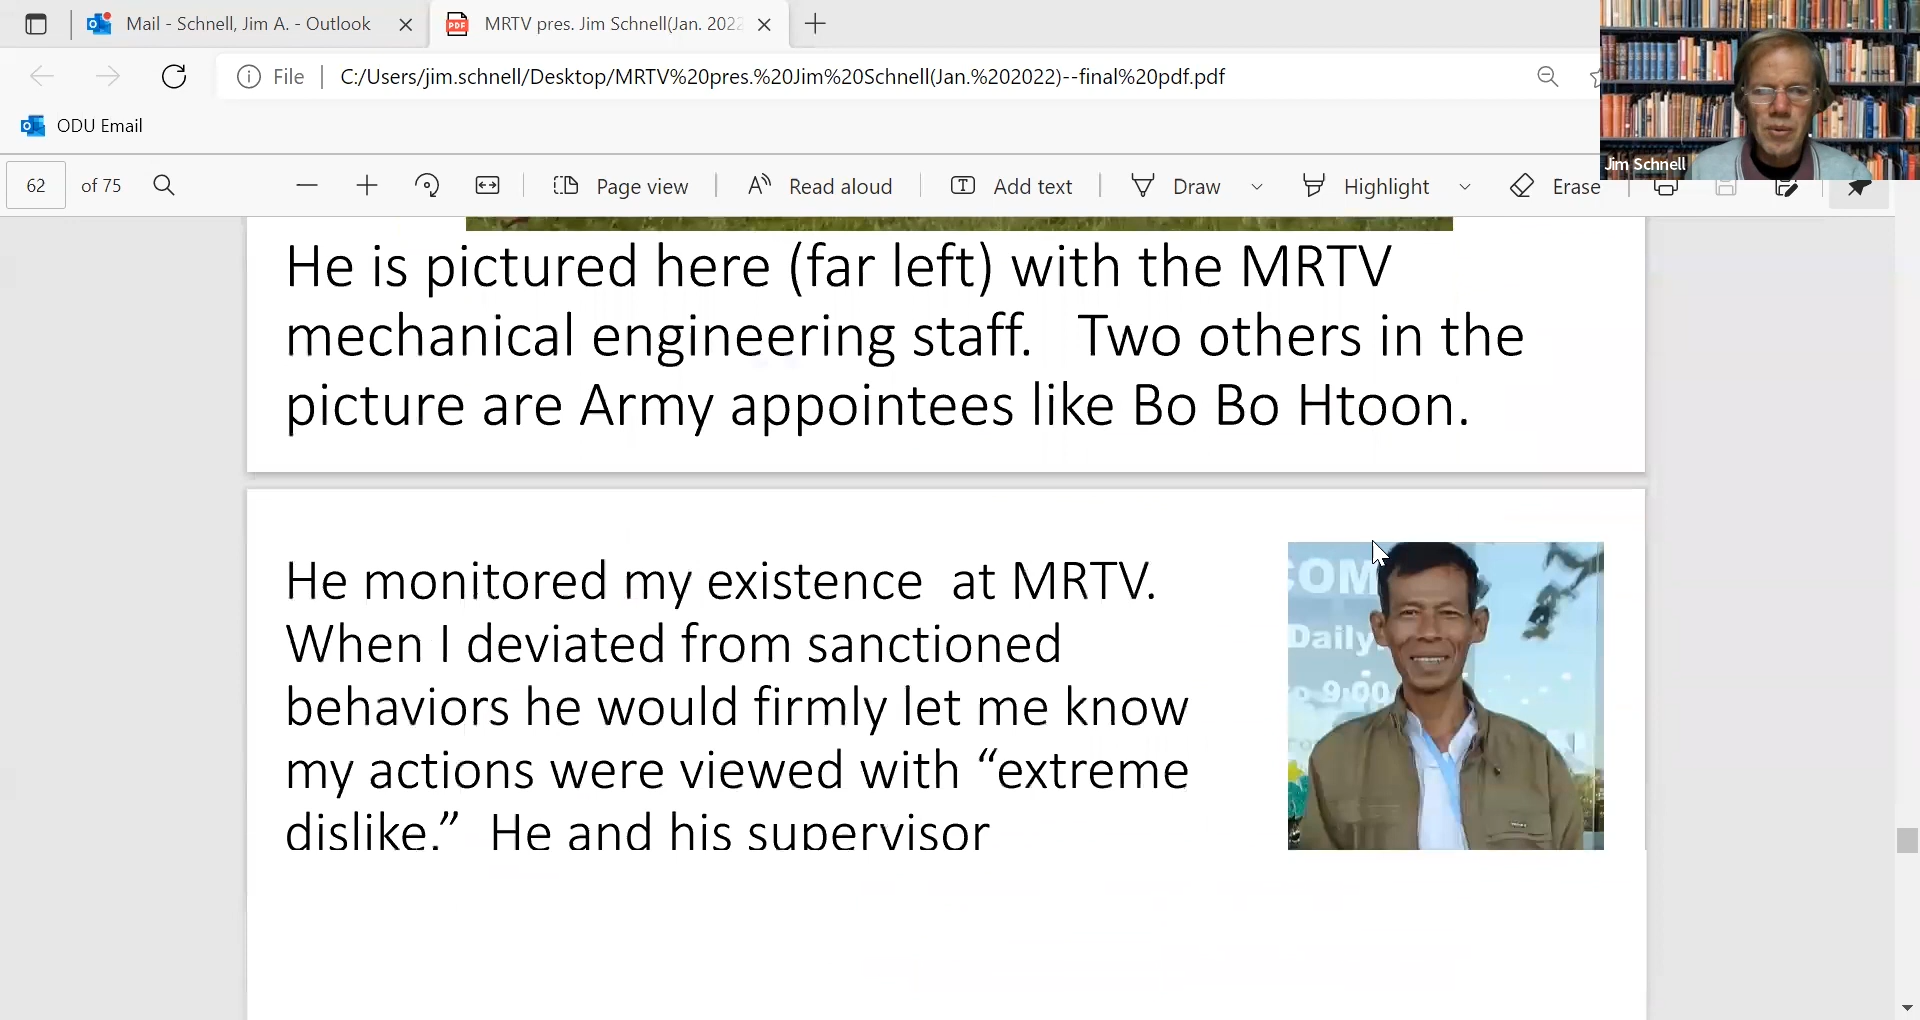 Mail - Schnell, Jim A. - Outlook
MRTV pres. Jim Schnell(Jan. 2022
File
C:/Users/jim.schnell/Desktop/MRTV%20pres.%20Jim%20Schnell(Jan.%202022)--final%20pdf.pdf
ODU Email
Jim Schnell
62 of 75
Page view
Read aloud
Add text
Draw
Highlight
Erase
He is pictured here (far left) with the MRTV
mechanical engineering staff. Two others in the
picture are Army appointees like Bo Bo Htoon.
He monitored my existence at MRTV.
When I deviated from sanctioned
behaviors he would firmly let me know
my actions were viewed with “extreme
dislike.” He and his supervisor
COM
Daily
9:00